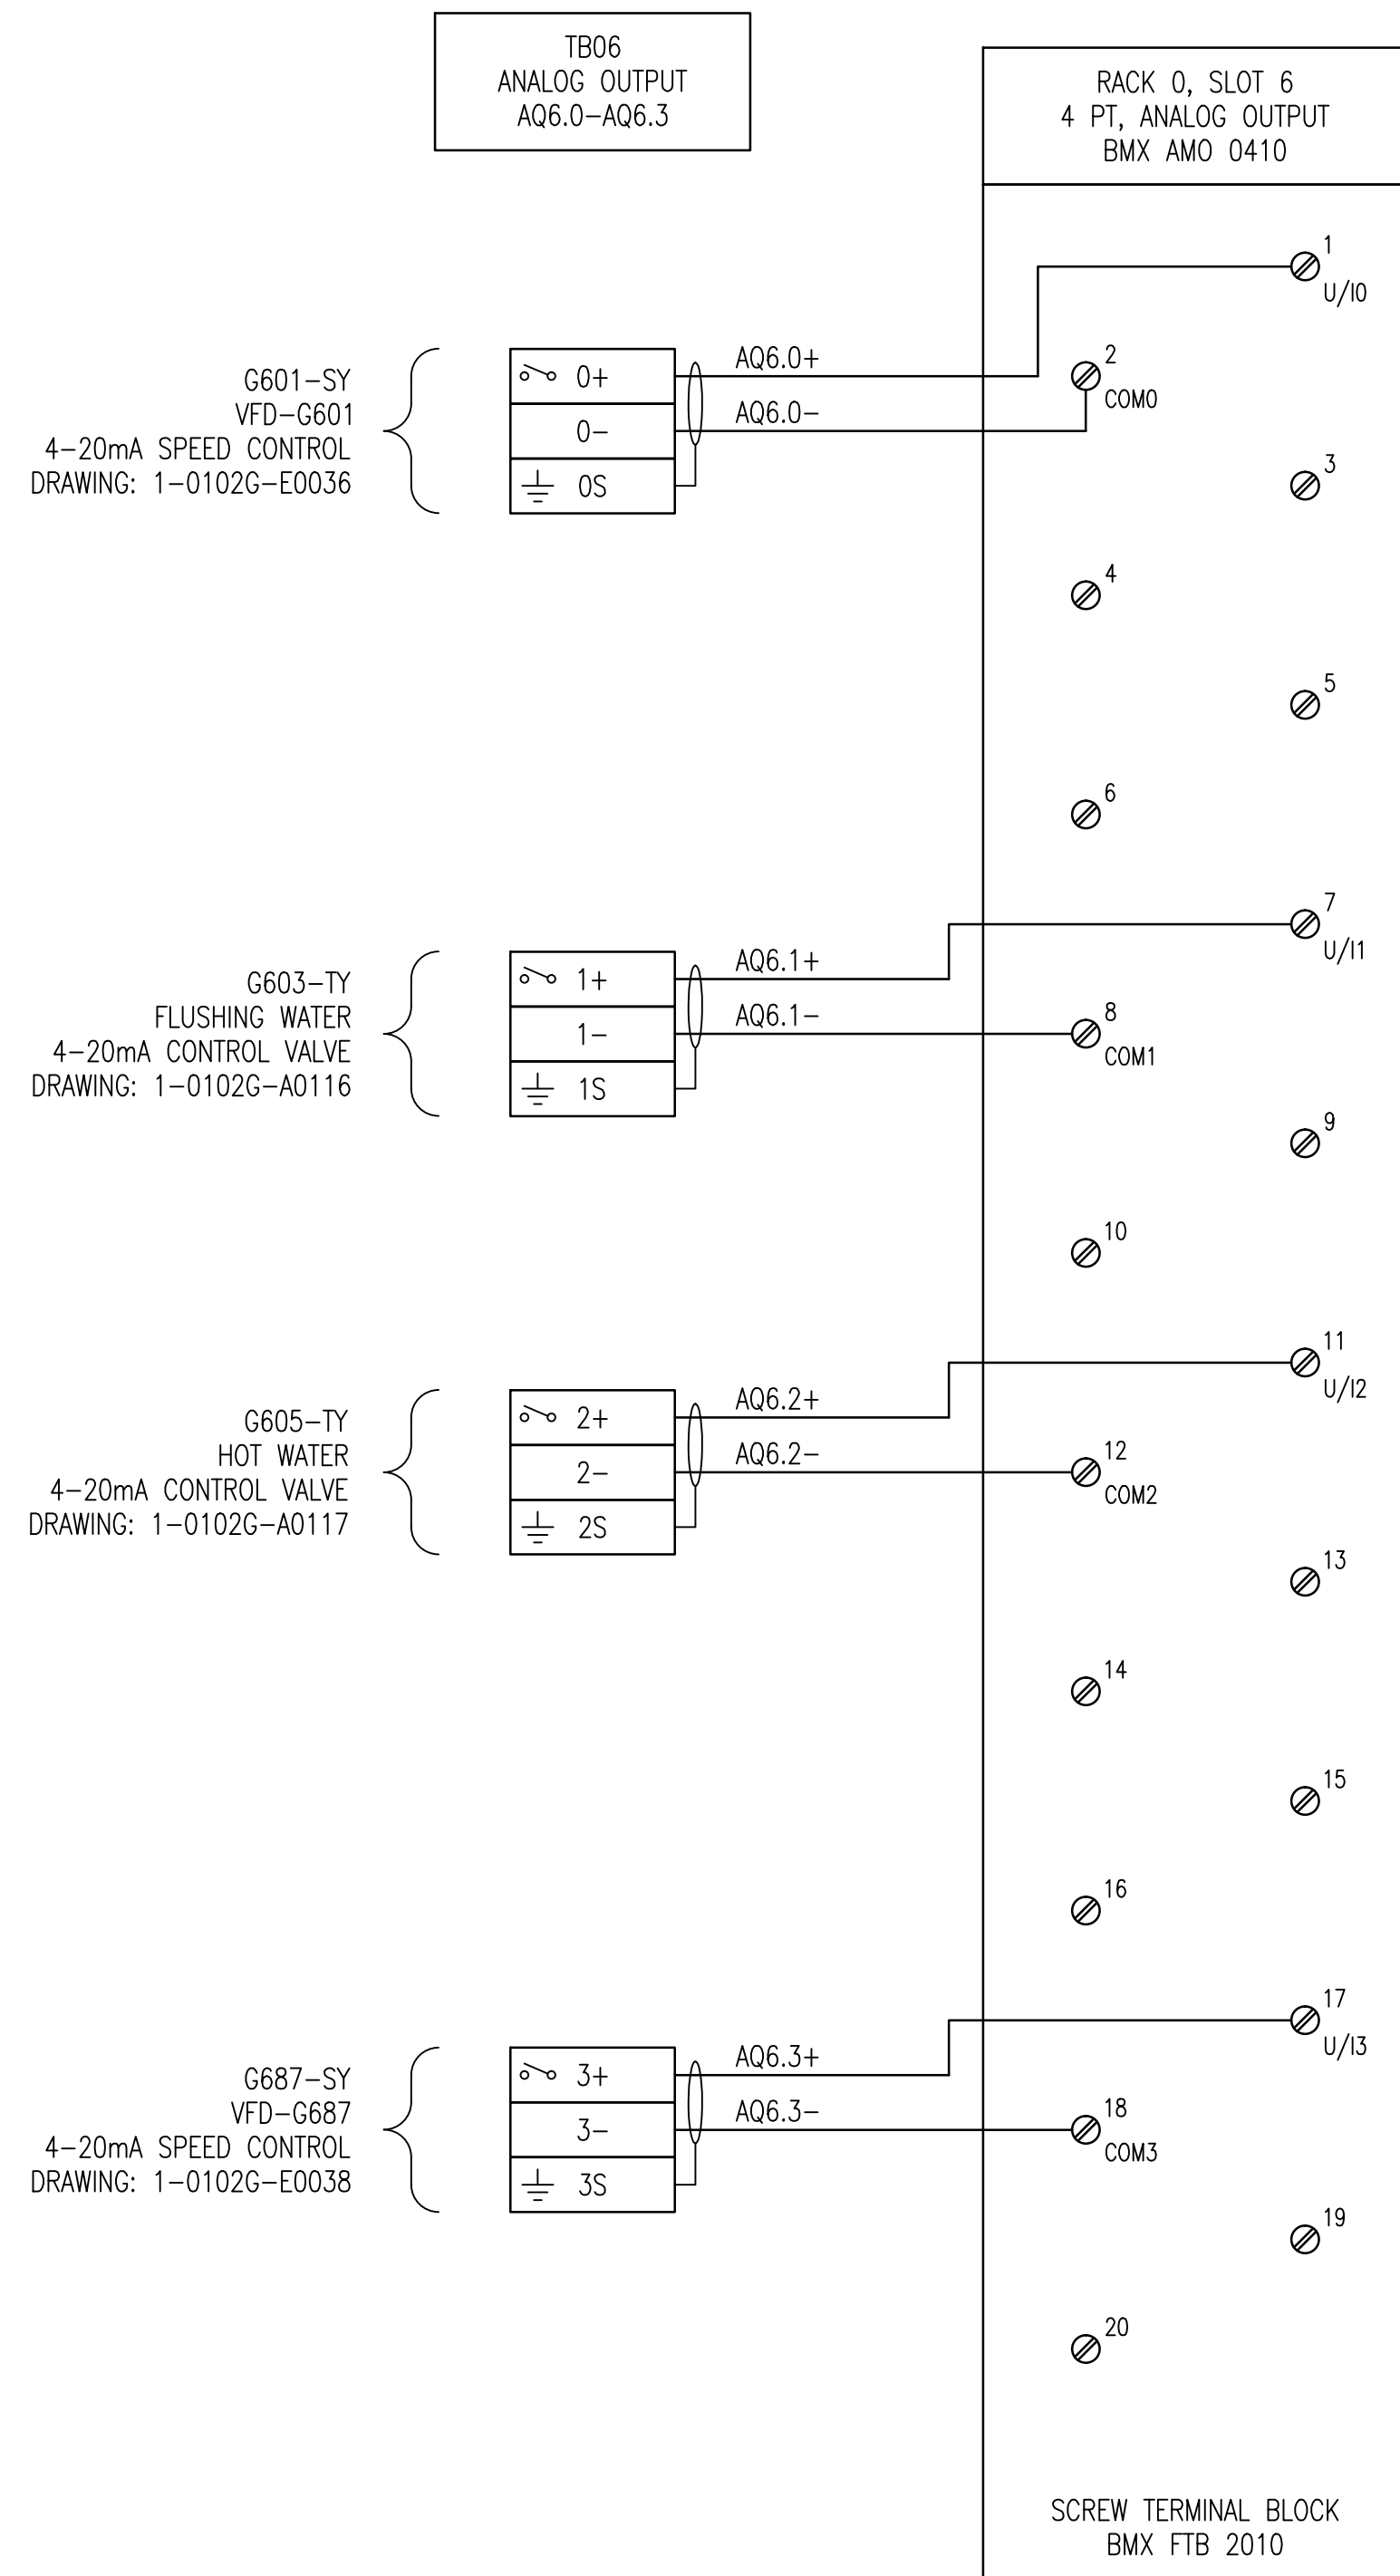 TB06
ANALOG OUTPUT
AQ6.0-AQ6.3
RACK 0, SLOT 6
4 PT, ANALOG OUTPUT
BMX AMO 0410
1
U/I0
G601-SY
VFD-G601
4-20mA SPEED CONTROL
DRAWING: 1-0102G-E0036
0+
0-
0S
AQ6.0+
AQ6.0-
2
COM0
3
4
5
6
7
U/I1
G603-TY
FLUSHING WATER
4-20mA CONTROL VALVE
DRAWING: 1-0102G-A0116
1+
1-
1S
AQ6.1+
AQ6.1-
8
COM1
9
10
11
U/I2
G605-TY
HOT WATER
4-20mA CONTROL VALVE
DRAWING: 1-0102G-A0117
2+
2-
2S
AQ6.2+
AQ6.2-
12
COM2
13
14
15
16
17
U/I3
G687-SY
VFD-G687
4-20mA SPEED CONTROL
DRAWING: 1-0102G-E0038
3+
3-
3S
AQ6.3+
AQ6.3-
18
COM3
19
20
SCREW TERMINAL BLOCK
BMX FTB 2010